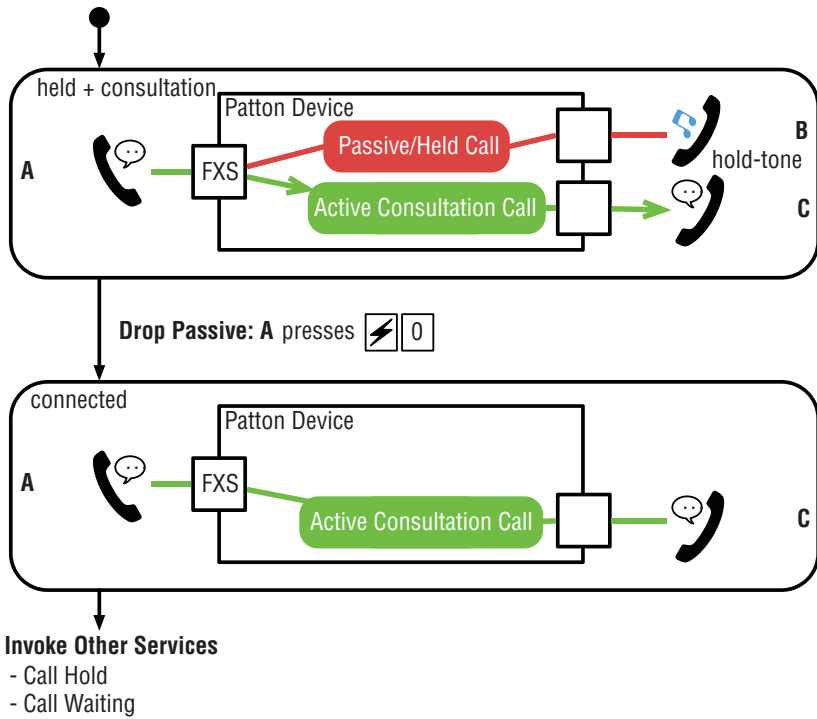 held + consultation
Patton Device
A
FXS
Passive/Held Call
B
hold-tone
Active Consultation Call
C
Drop Passive: A presses 0
connected
Patton Device
A
FXS
Active Consultation Call
C
Invoke Other Services
- Call Hold
- Call Waiting